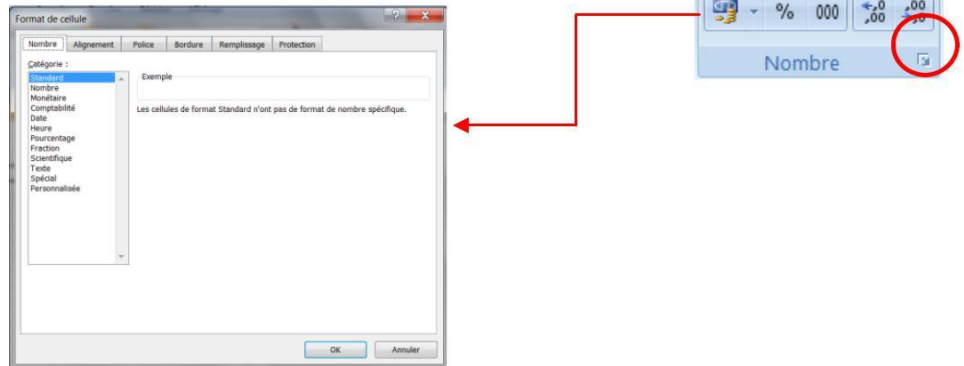 Format de cellule
Nombre Alignement Police Bordure Remplissage Protection
Catégorie :
Standard
Nombre
Monétaire
Comptabilité
Date
Heure
Pourcentage
Fraction
Scientifique
Texte
Spécial
Personnalisée
Exemple
Les cellules de format Standard n'ont pas de format de nombre spécifique.
OK Annuler
% 000 ,0 ,00
,00 ,0
Nombre